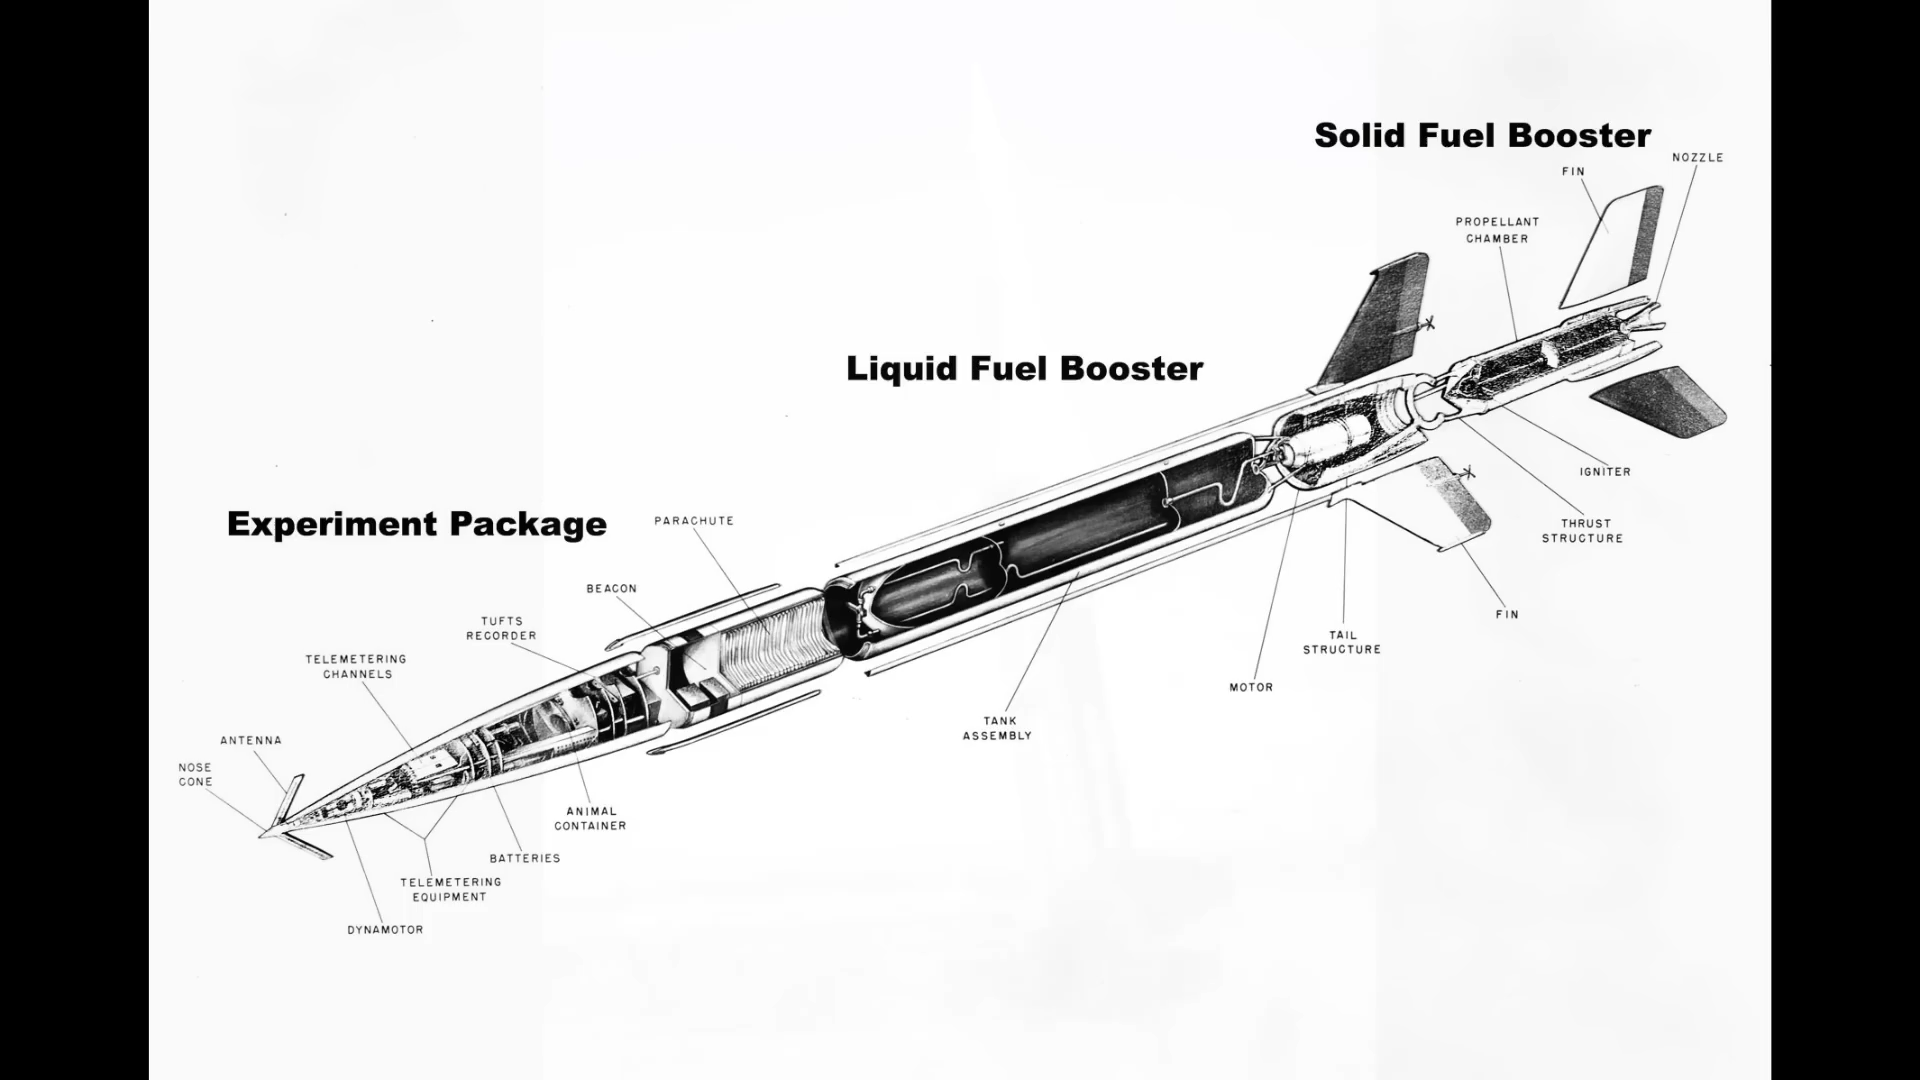 Solid Fuel Booster
NOZZLE
FIN
PROPELLANT
CHAMBER
Liquid Fuel Booster
IGNITER
Experiment Package
PARACHUTE
THRUST
STRUCTURE
BEACON
FIN
TUFTS
RECORDER
TAIL
STRUCTURE
TELEMETERING
CHANNELS
MOTOR
TANK
ASSEMBLY
ANTENNA
NOSE
CONE
ANIMAL
CONTAINER
BATTERIES
TELEMETERING
EQUIPMENT
DYNAMOTOR